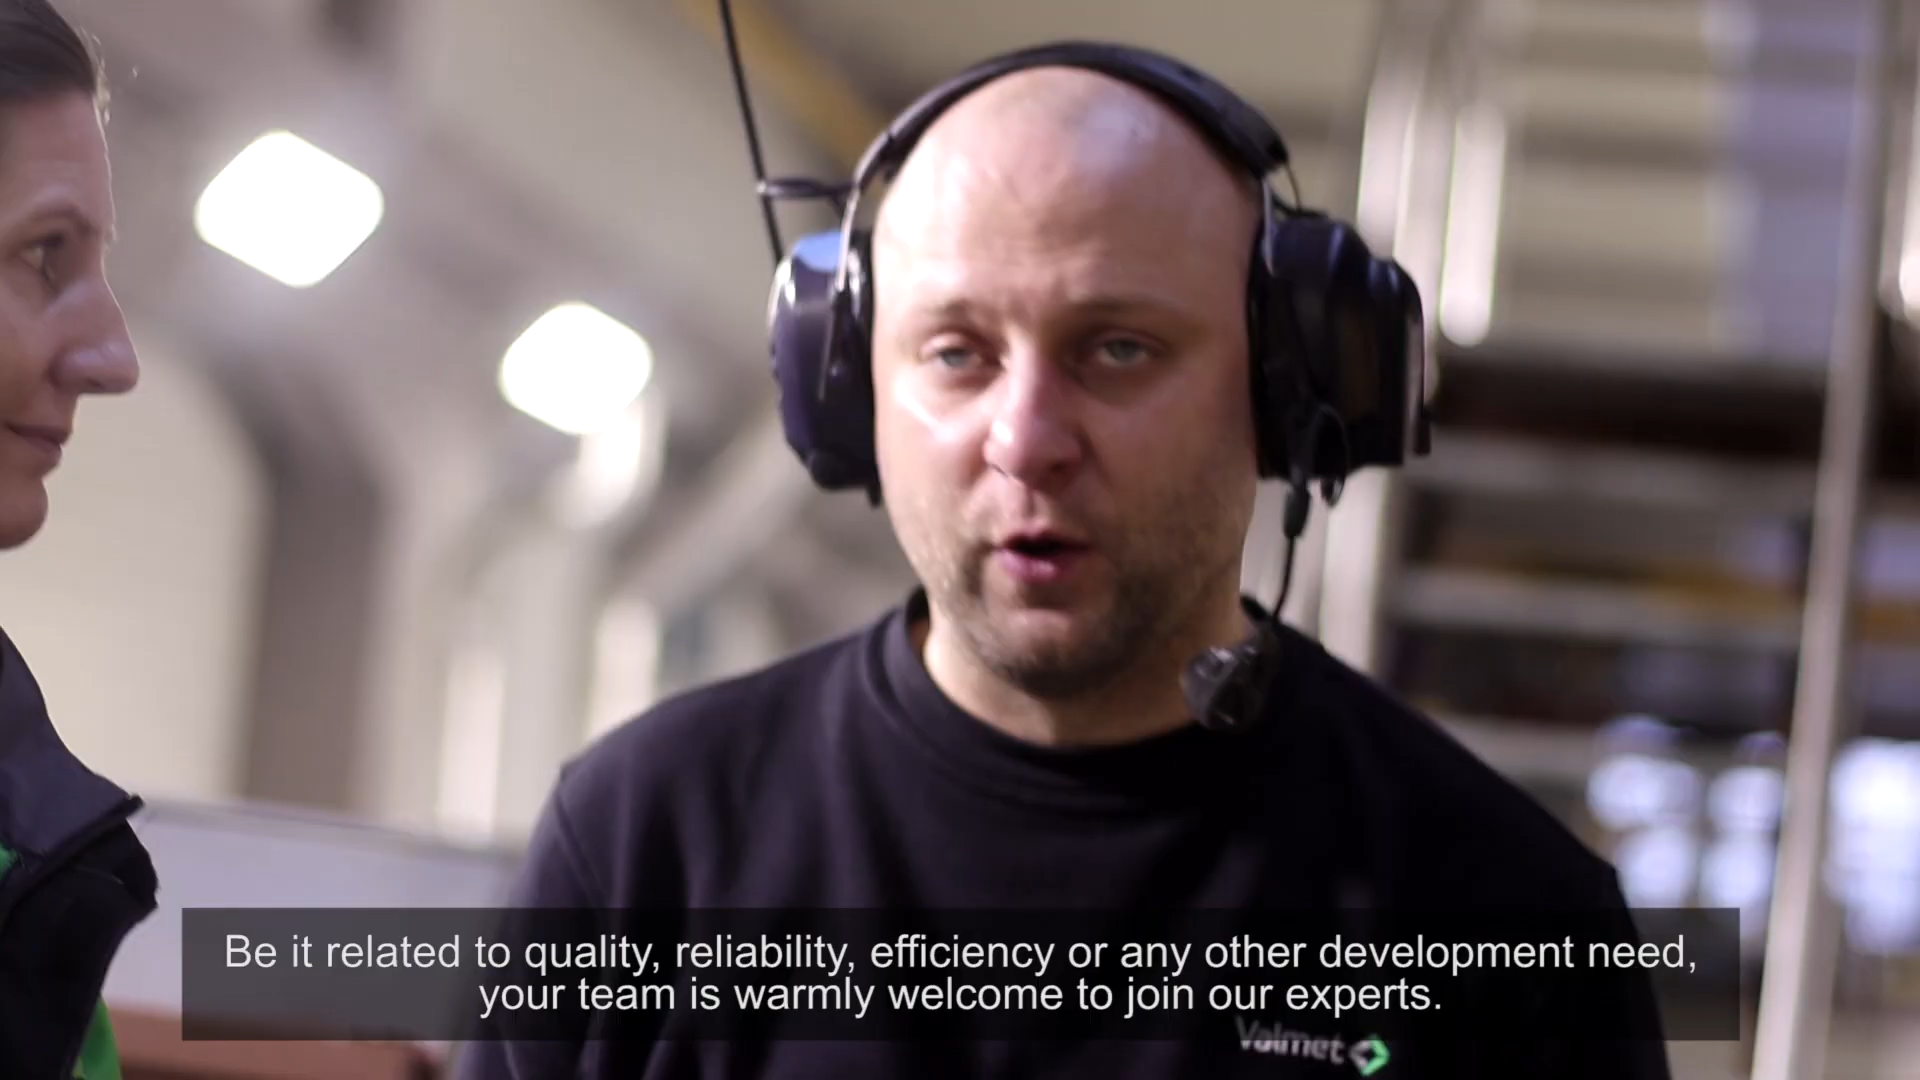 Be it related to quality, reliability, efficiency or any other development need,
your team is warmly welcome to join our experts.
Valmet